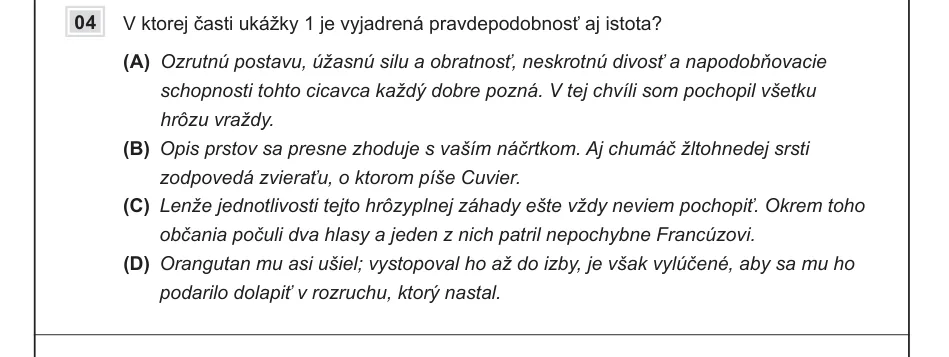 04 V ktorej časti ukážky 1 je vyjadrená pravdepodobnosť aj istota?
(A) Ozrutnú postavu, úžasnú silu a obratnosť, neskrotnú divosť a napodobňovacie
schopnosti tohto cicavca každý dobre pozná. V tej chvíli som pochopil všetku
hrôzu vraždy.
(B) Opis prstov sa presne zhoduje s vaším náčrtkom. Aj chumáč žltohnedej srsti
zodpovedá zvieraťu, o ktorom píše Cuvier.
(C) Lenže jednotlivosti tejto hrôzyplnej záhady ešte vždy neviem pochopiť. Okrem toho
občania počuli dva hlasy a jeden z nich patril nepochybne Francúzovi.
(D) Orangutan mu asi ušiel; vystopoval ho až do izby, je však vylúčené, aby sa mu ho
podarilo dolapiť v rozruchu, ktorý nastal.